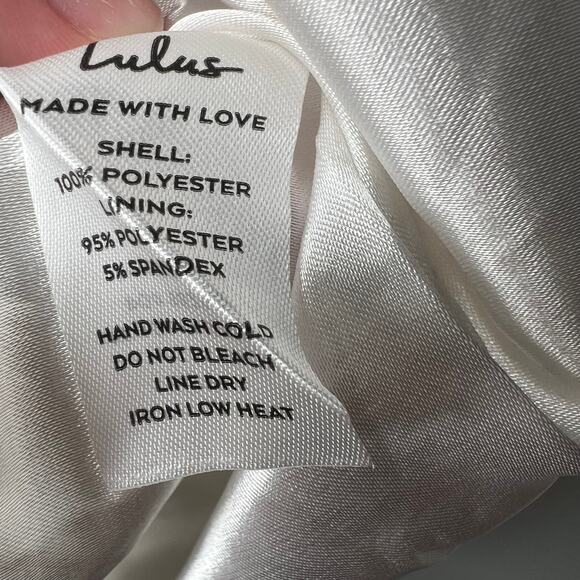 Lulus
MADE WITH LOVE
SHELL:
100% POLYESTER
LINING:
95% POLYESTER
5% SPANDEX
HAND WASH COLD
DO NOT BLEACH
LINE DRY
IRON LOW HEAT